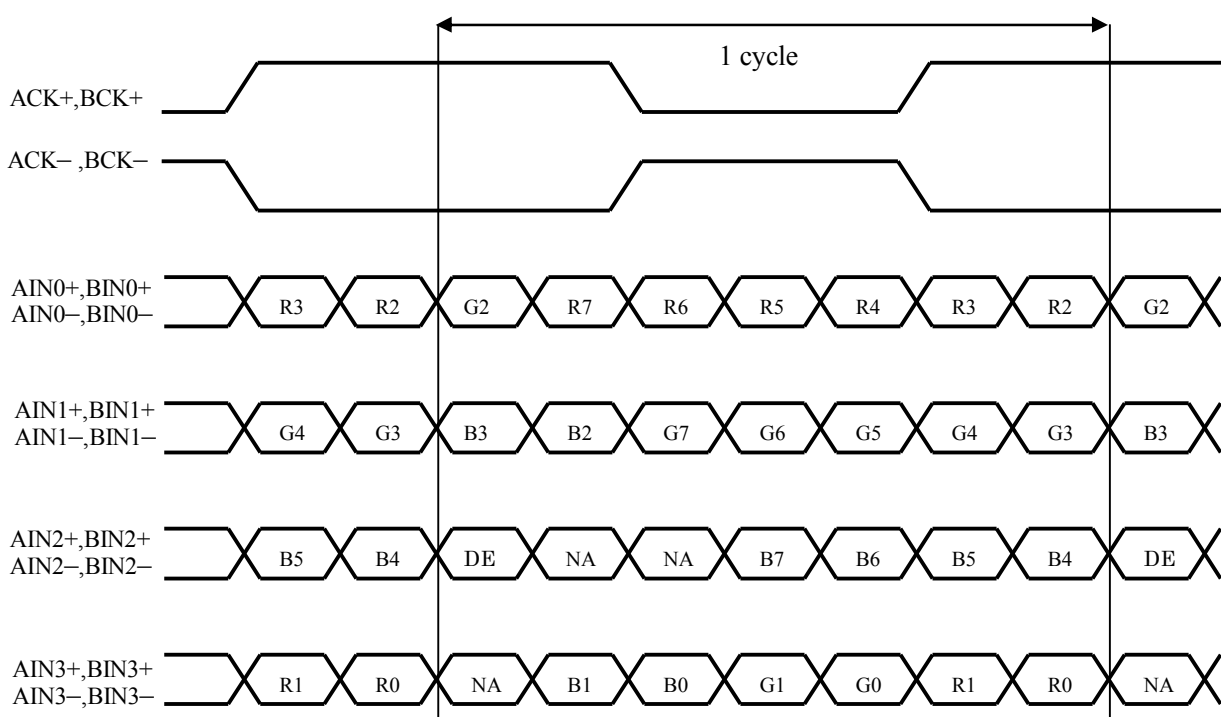 1 cycle
ACK+,BCK+
ACK− ,BCK−
AIN0+,BIN0+
AIN0−,BIN0−
R3 R2 G2 R7 R6 R5 R4 R3 R2 G2
AIN1+,BIN1+
AIN1−,BIN1−
G4 G3 B3 B2 G7 G6 G5 G4 G3 B3
AIN2+,BIN2+
AIN2−,BIN2−
B5 B4 DE NA NA B7 B6 B5 B4 DE
AIN3+,BIN3+
AIN3−,BIN3−
R1 R0 NA B1 B0 G1 G0 R1 R0 NA